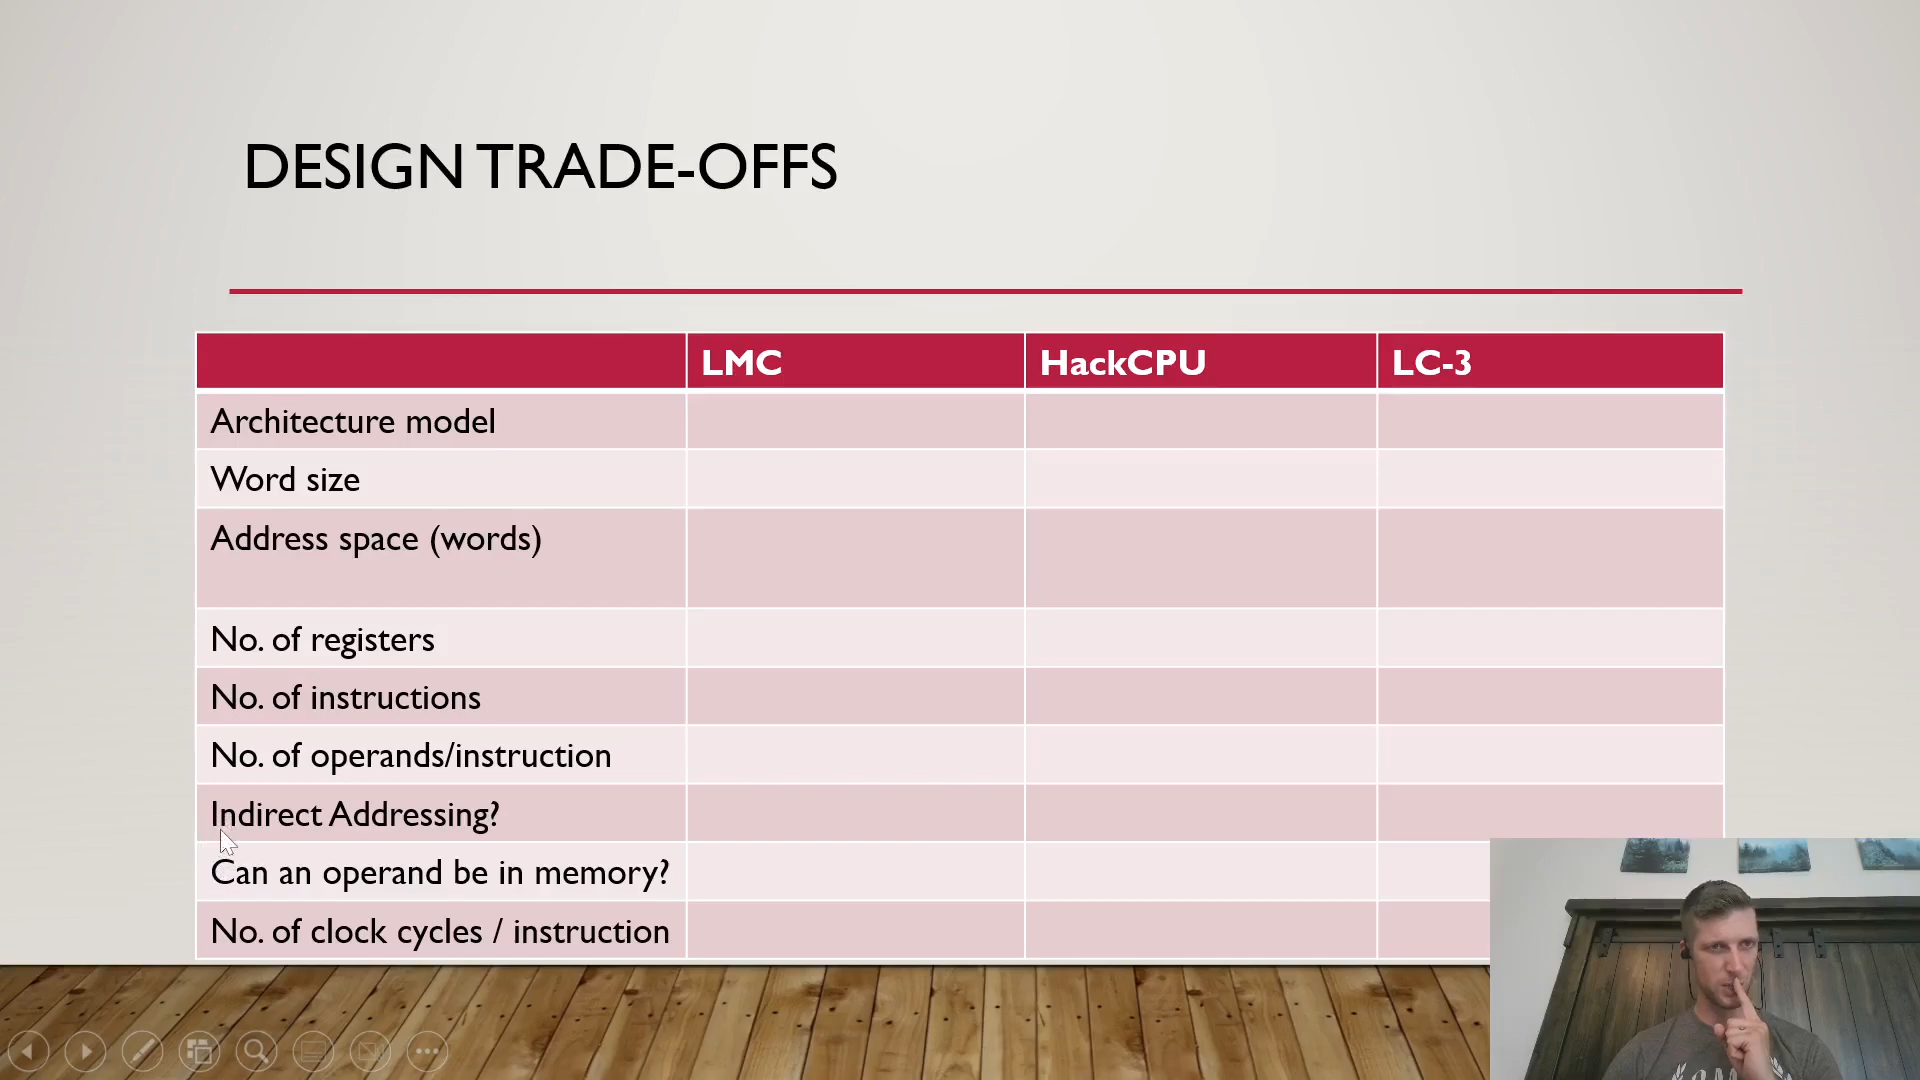 DESIGN TRADE-OFFS
LMC HackCPU LC-3
Architecture model
Word size
Address space (words)
No. of registers
No. of instructions
No. of operands/instruction
Indirect Addressing?
Can an operand be in memory?
No. of clock cycles / instruction